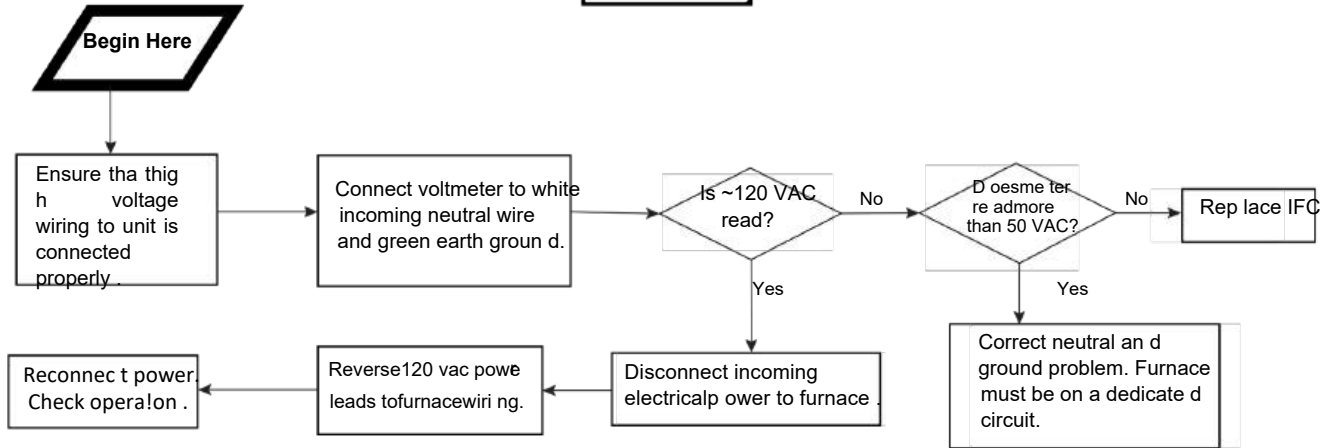 Begin Here
Ensure tha thig
h voltage
wiring to unit is
connected
properly .
Connect voltmeter to white
incoming neutral wire
and green earth groun d.
Is ~120 VAC
read?
No
D oesme ter
re admore
than 50 VAC?
No
Rep lace IFC
Yes
Yes
Correct neutral an d
ground problem. Furnace
must be on a dedicate d
circuit.
Disconnect incoming
electricalp ower to furnace .
Reverse120 vac powe
leads tofurnacewiri ng.
Reconnec t power.
Check opera!on .